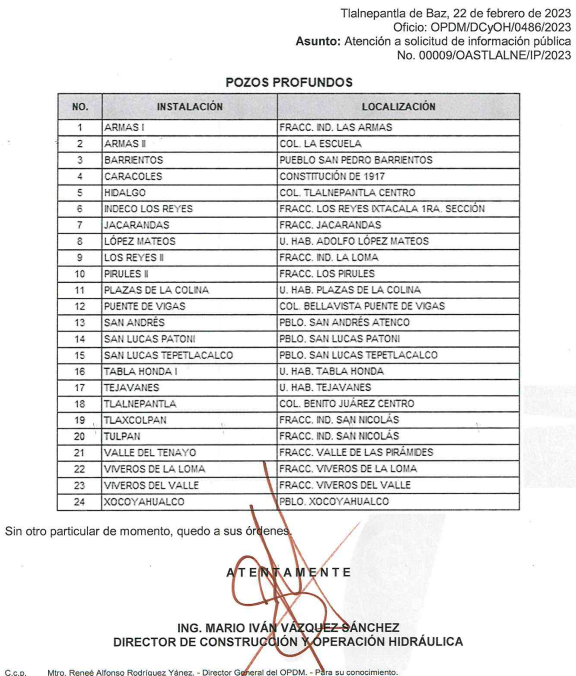 Tlalnepantla de Baz, 22 de febrero de 2023
Oficio: OPDM/DCyOH/0486/2023
Asunto: Atención a solicitud de información pública
No. 00009/OASTLALNE/IP/2023
POZOS PROFUNDOS
NO. INSTALACIÓN LOCALIZACIÓN
1 ARMAS I FRACC. IND. LAS ARMAS
2 ARMAS II COL. LA ESCUELA
3 BARRIENTOS PUEBLO SAN PEDRO BARRIENTOS
4 CARACOLES CONSTITUCIÓN DE 1917
5 HIDALGO COL. TLALNEPANTLA CENTRO
6 INDECO LOS REYES FRACC. LOS REYES IXTACALA 1RA. SECCIÓN
7 JACARANDAS FRACC. JACARANDAS
8 LÓPEZ MATEOS U. HAB. ADOLFO LÓPEZ MATEOS
9 LOS REYES II FRACC. IND. LA LOMA
10 PIRULES II FRACC. LOS PIRULES
11 PLAZAS DE LA COLINA U. HAB. PLAZAS DE LA COLINA
12 PUENTE DE VIGAS COL. BELLAVISTA PUENTE DE VIGAS
13 SAN ANDRÉS PBLO. SAN ANDRÉS ATENCO
14 SAN LUCAS PATONI PBLO. SAN LUCAS PATONI
15 SAN LUCAS TEPETLACALCO PBLO. SAN LUCAS TEPETLACALCO
16 TABLA HONDA I U. HAB. TABLA HONDA
17 TEJAVANES U. HAB. TEJAVANES
18 TLALNEPANTLA COL. BENITO JUÁREZ CENTRO
19 TLAXCOLPAN FRACC. IND. SAN NICOLÁS
20 TULPAN FRACC. IND. SAN NICOLÁS
21 VALLE DEL TENAYO FRACC. VALLE DE LAS PIRÁMIDES
22 VIVEROS DE LA LOMA FRACC. VIVEROS DE LA LOMA
23 VIVEROS DEL VALLE FRACC. VIVEROS DEL VALLE
24 XOCOYAHUALCO PBLO. XOCOYAHUALCO
Sin otro particular de momento, quedo a sus órdenes.
A T E N T A M E N T E
ING. MARIO IVÁN VÁZQUEZ SÁNCHEZ
DIRECTOR DE CONSTRUCCIÓN Y OPERACIÓN HIDRÁULICA
C.c.p. Mtro. Reneé Alfonso Rodríguez Yánez. - Director General del OPDM. - Para su conocimiento.